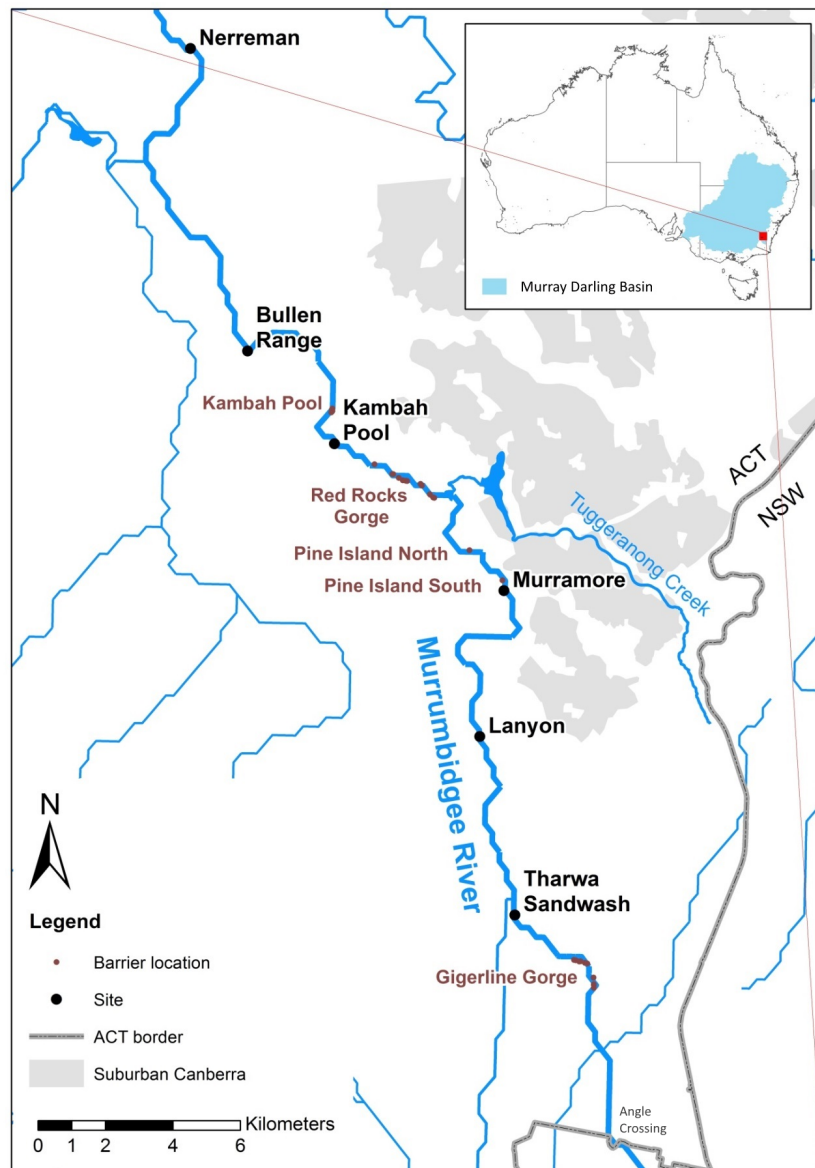 Nerreman
Murray Darling Basin
Bullen
Range
Kambah Pool
Kambah
Pool
Red Rocks
Gorge
ACT
NSW
Tuggeranong Creek
Pine Island North
Pine Island South
Murramore
Murrumbidgee River
Lanyon
N
Tharwa
Sandwash
Legend
Barrier location
Gigerline Gorge
Site
ACT border
Suburban Canberra
Angle
Crossing
Kilometers
0 1 2 4 6